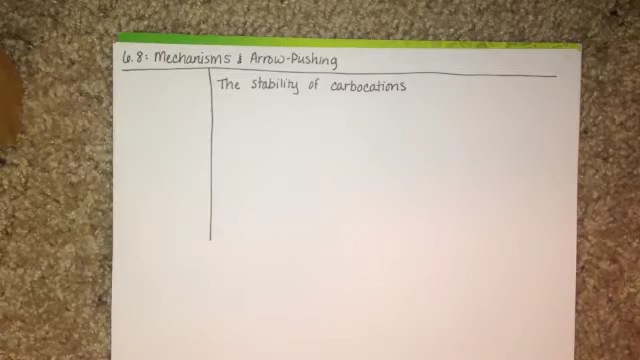 6.8: Mechanisms & Arrow-Pushing
The stability of carbocations